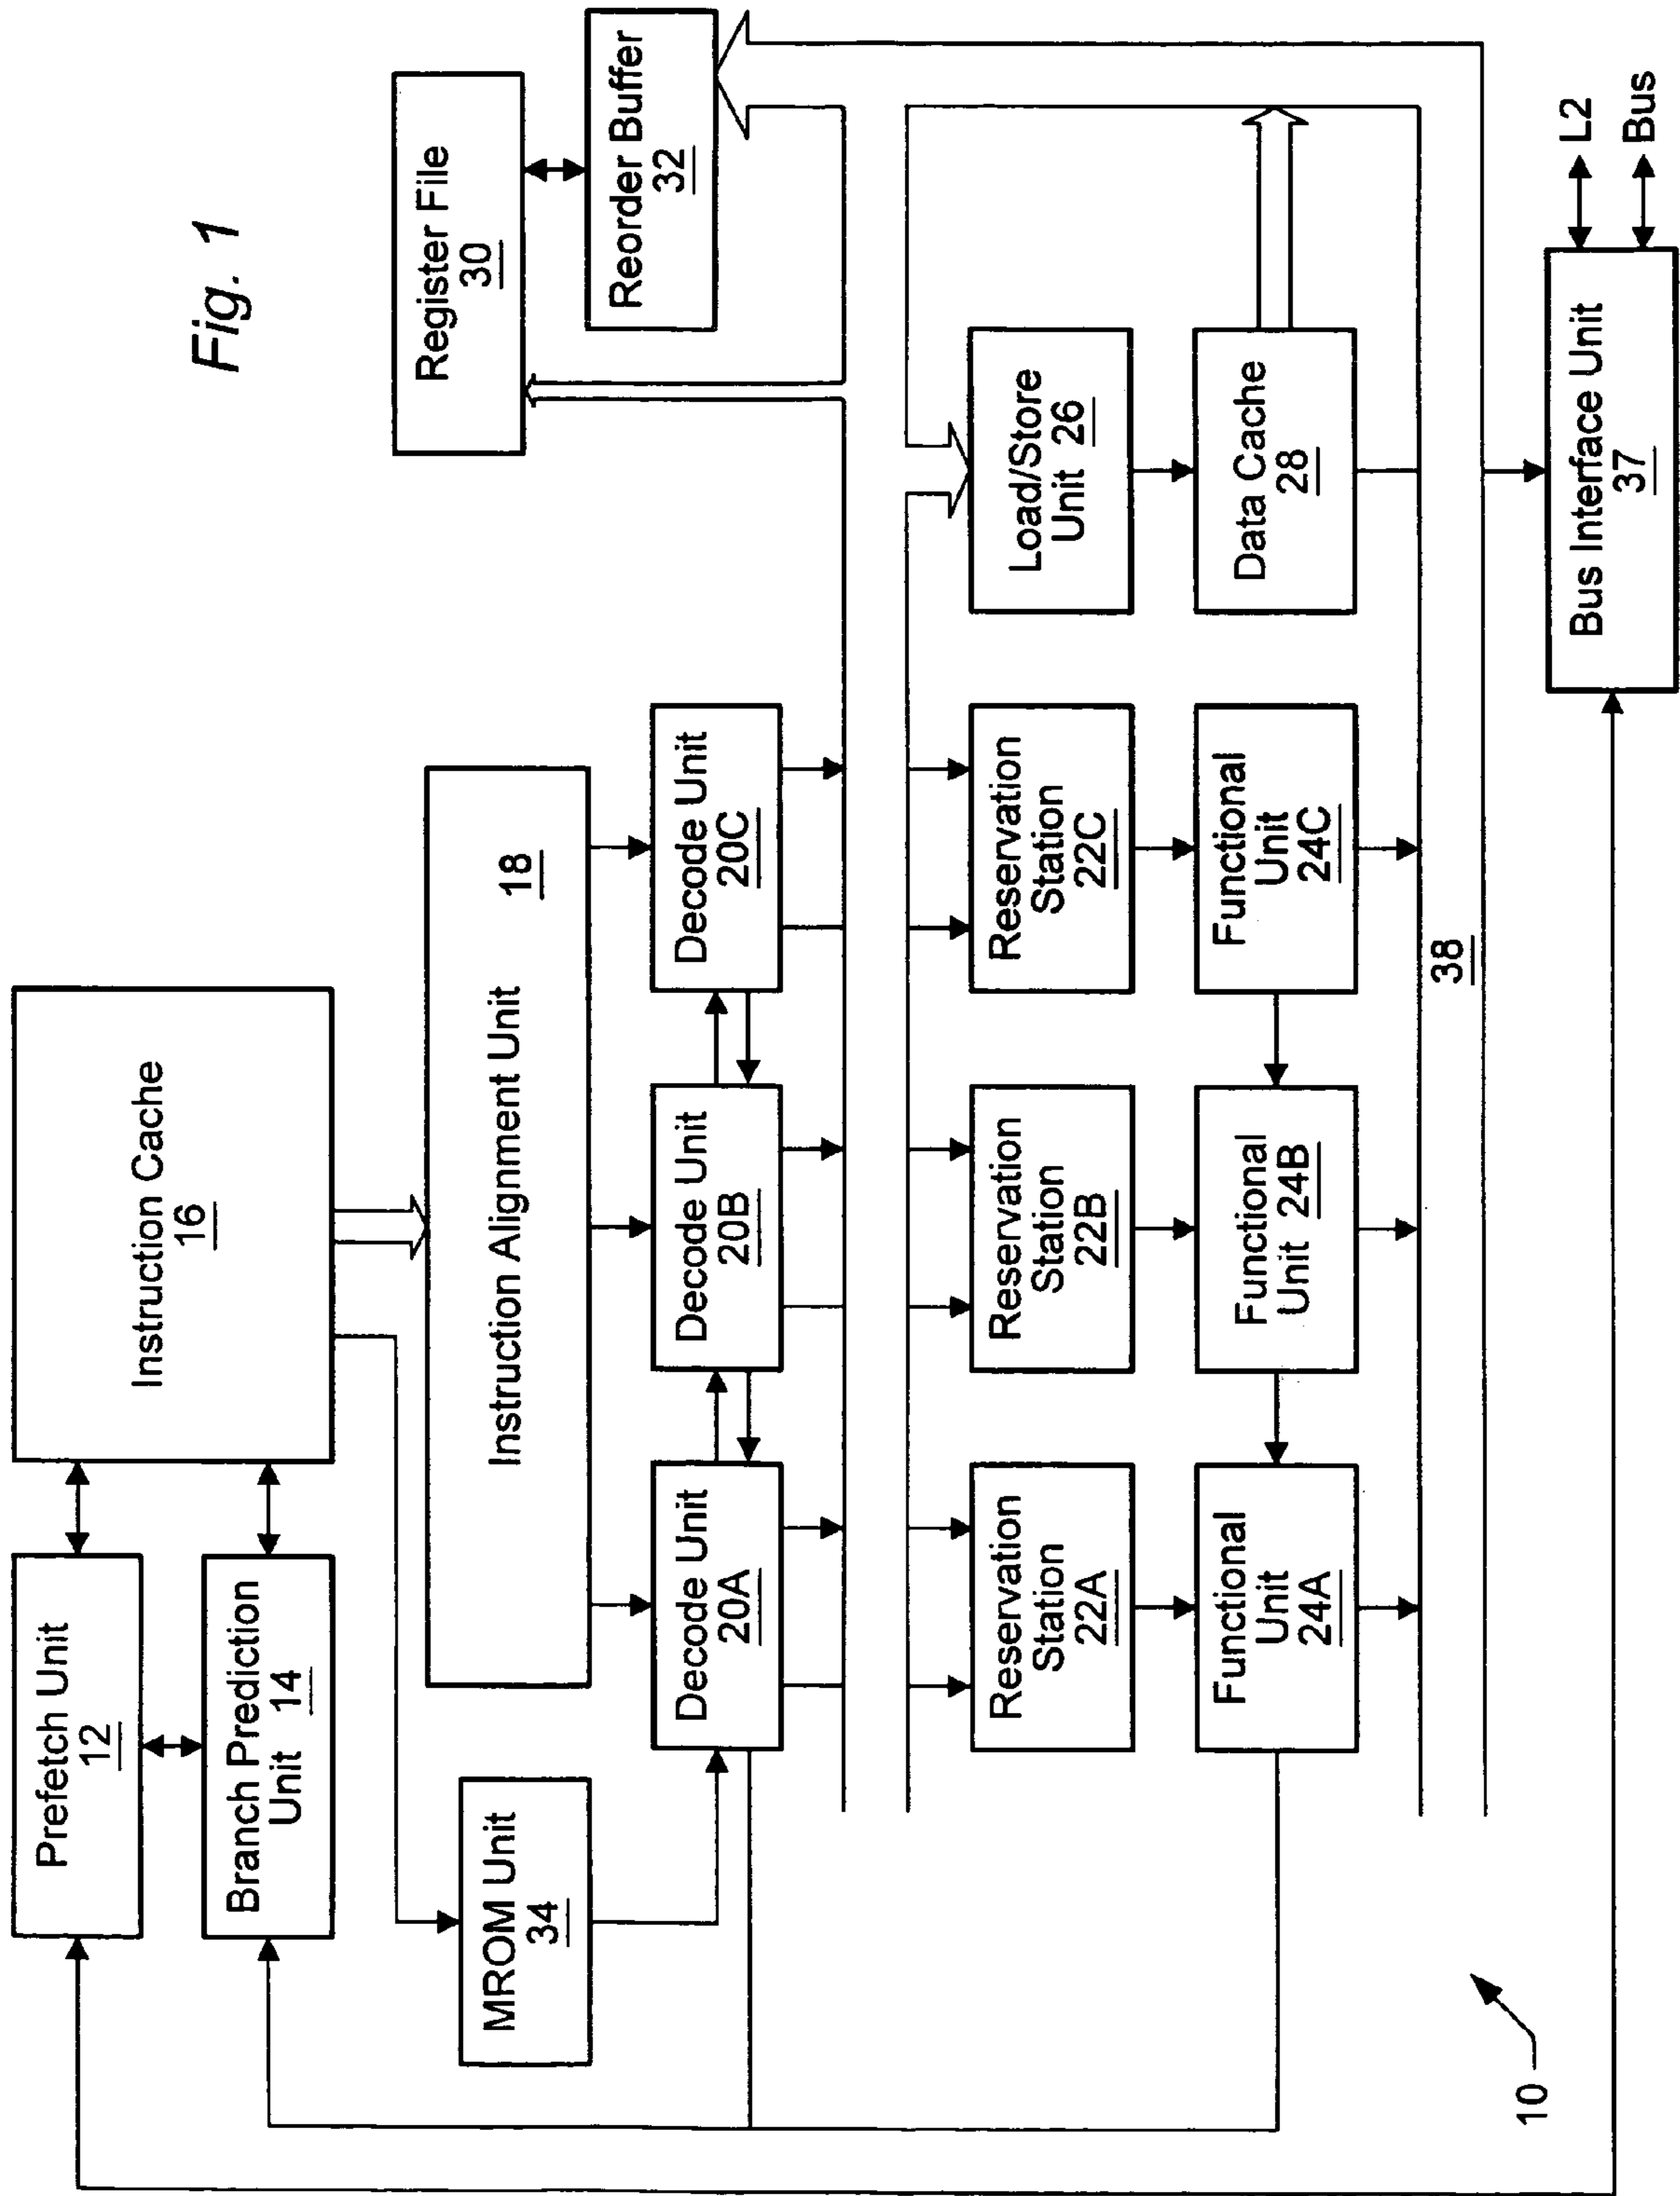 Fig. 1
Prefetch Unit
12
Branch Prediction
Unit 14
Instruction Cache
16
Register File
30
Reorder Buffer
32
MROM Unit
34
Instruction Alignment Unit 18
Decode Unit
20A
Decode Unit
20B
Decode Unit
20C
Reservation
Station
22A
Reservation
Station
22B
Reservation
Station
22C
Load/Store
Unit 26
Functional
Unit
24A
Functional
Unit 24B
Functional
Unit
24C
Data Cache
28
38
Bus Interface Unit
37
L2
Bus
10